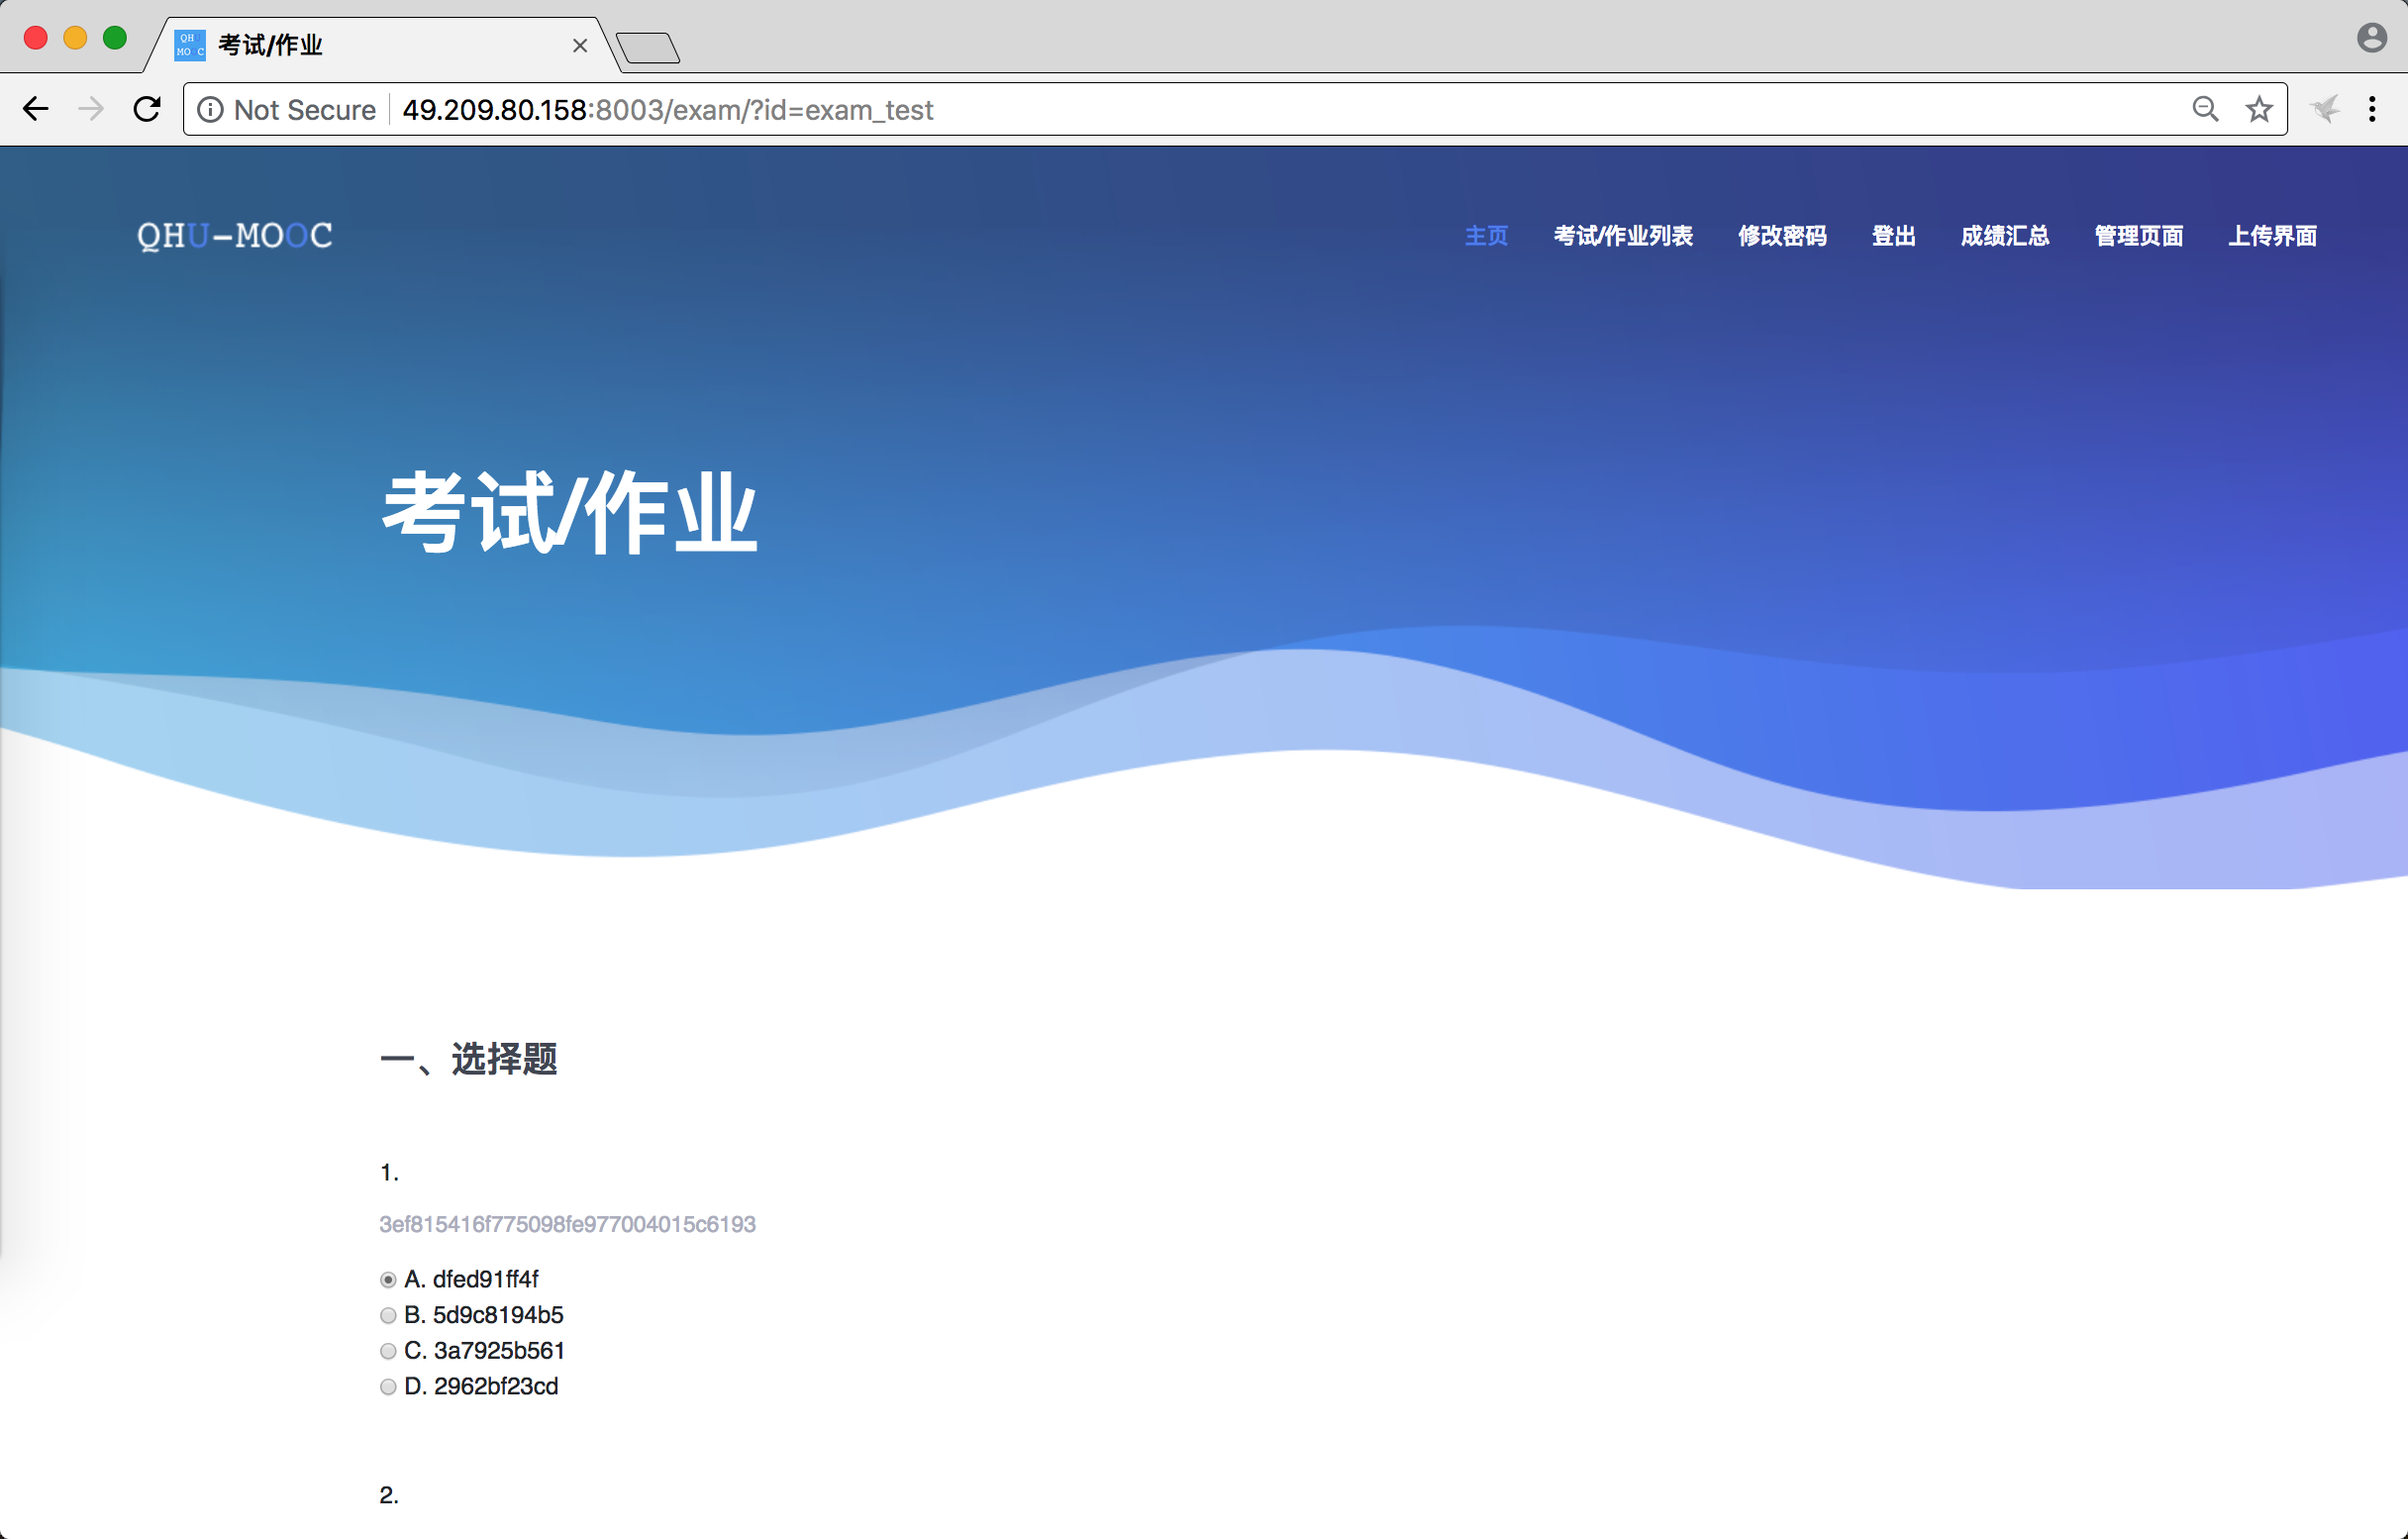 QH
MO C
考试/作业
Not Secure 49.209.80.158:8003/exam/?id=exam_test
QHU-MOOC
主页 考试/作业列表 修改密码 登出 成绩汇总 管理页面 上传界面
考试/作业
一、选择题
1.
3ef815416f775098fe977004015c6193
A. dfed91ff4f
B. 5d9c8194b5
C. 3a7925b561
D. 2962bf23cd
2.